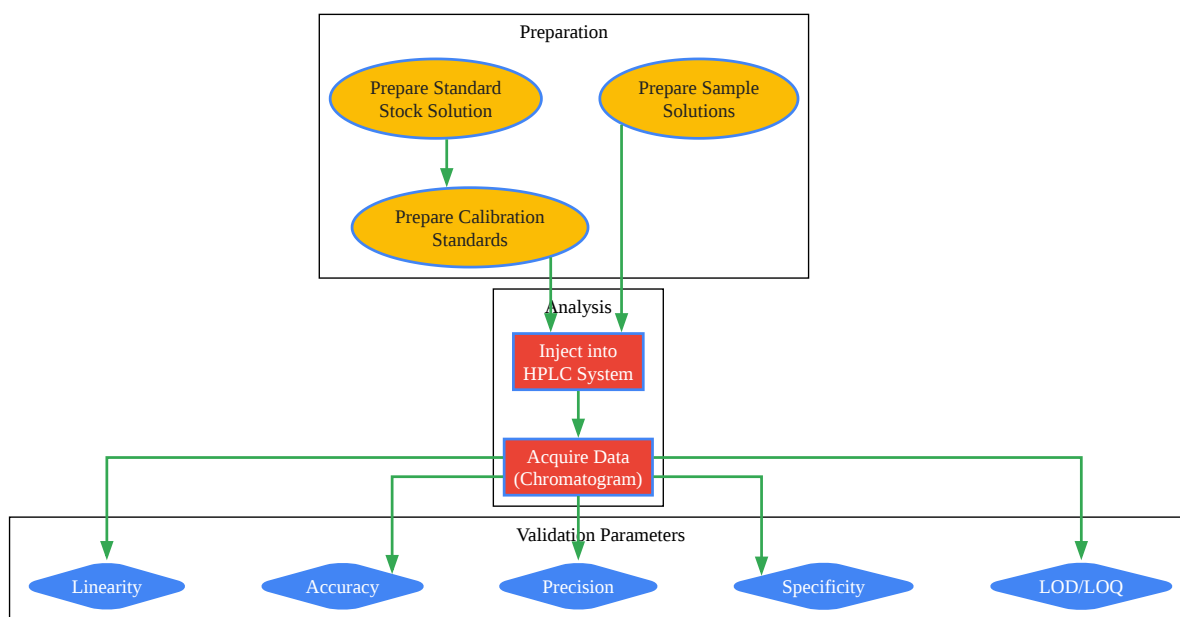 Preparation
Prepare Standard
Stock Solution
Prepare Sample
Solutions
Prepare Calibration
Standards
Analysis
Inject into
HPLC System
Acquire Data
(Chromatogram)
Validation Parameters
Linearity
Accuracy
Precision
Specificity
LOD/LOQ